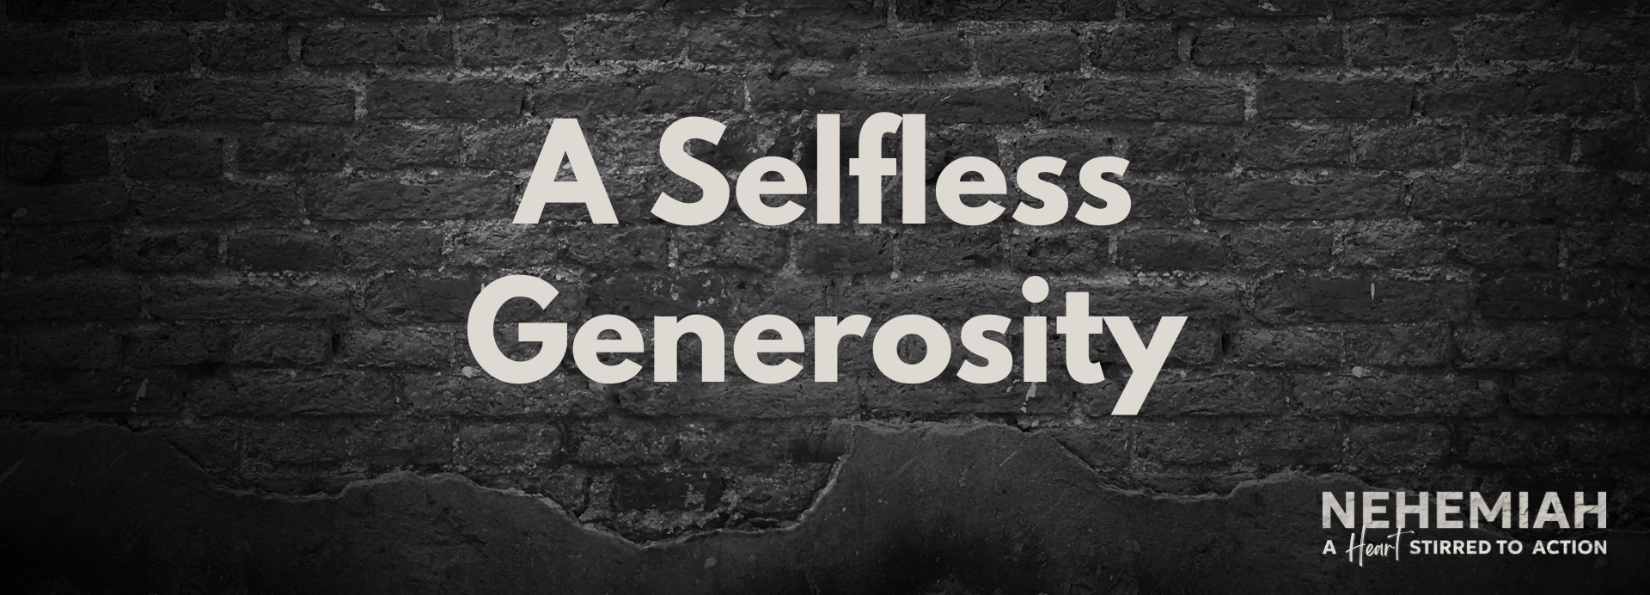 A Selfless
Generosity
NEHEMIAH
A Heart STIRRED TO ACTION